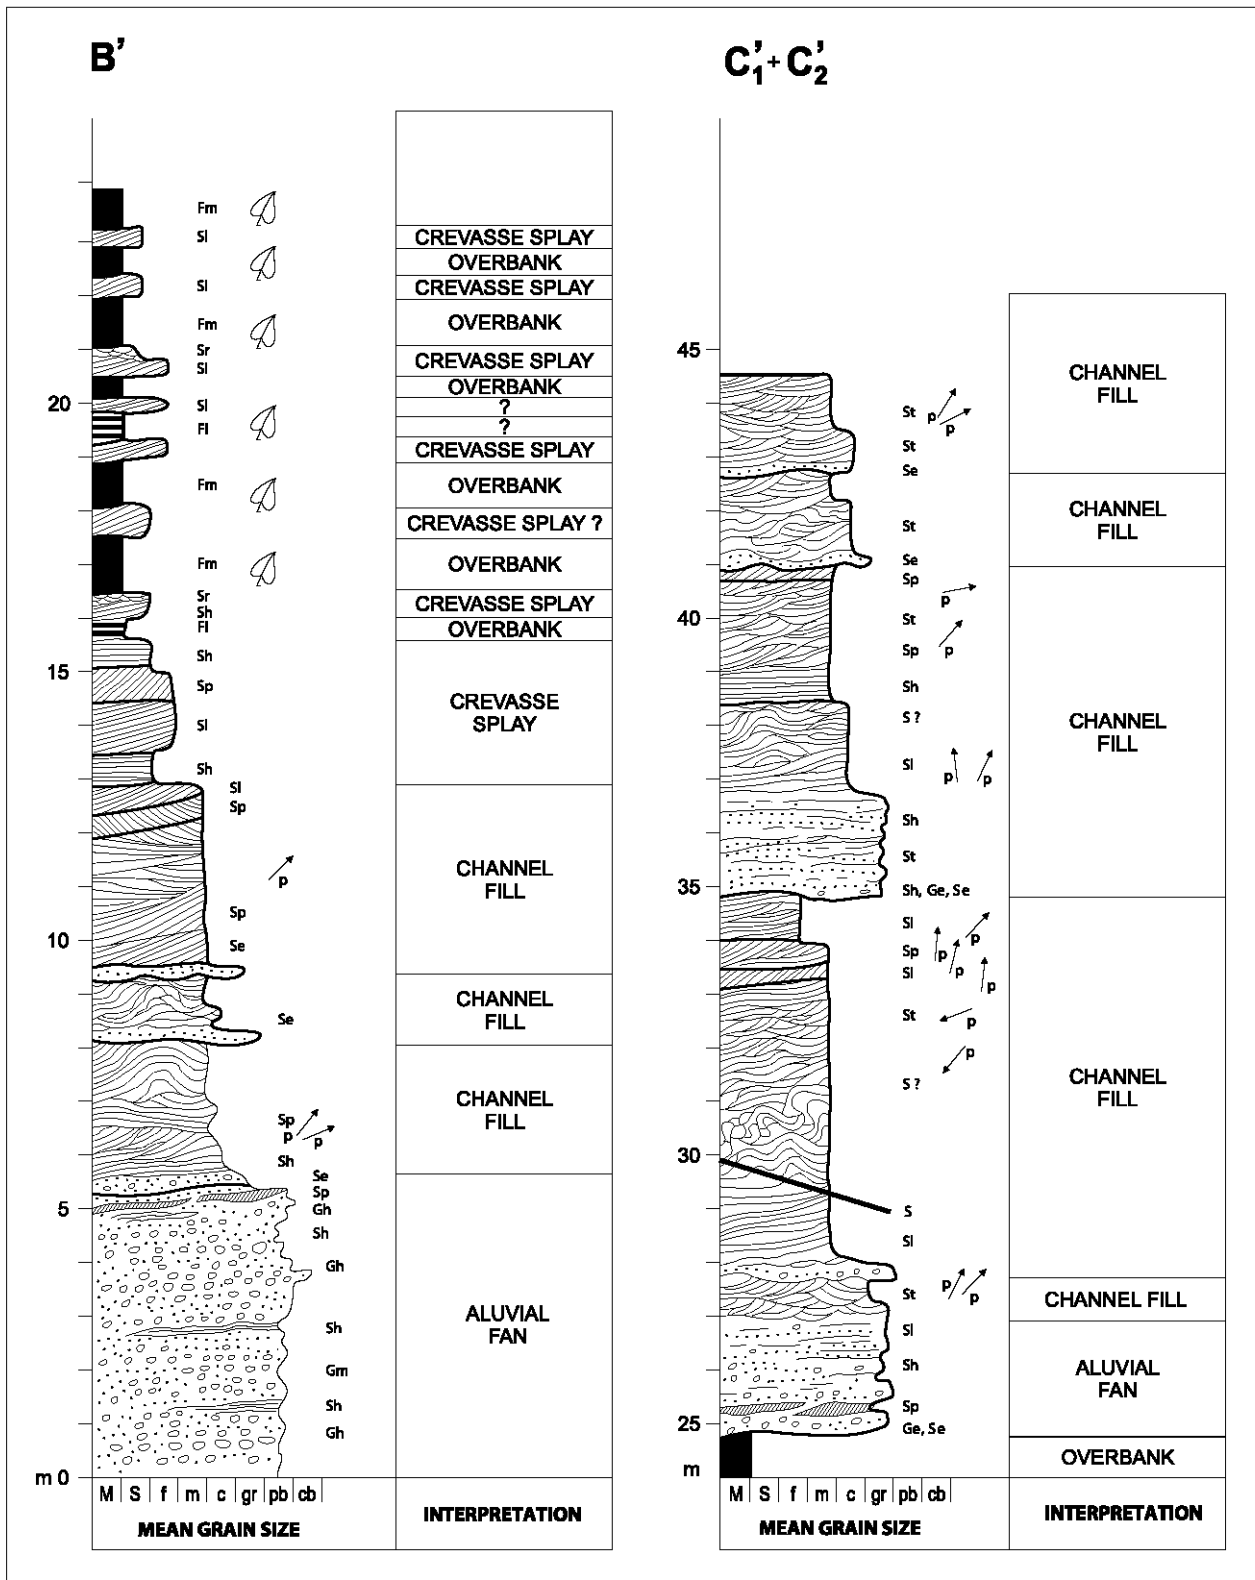 B’
Fm
Sl
CREVASSE SPLAY
OVERBANK
Sl
CREVASSE SPLAY
Fm
OVERBANK
Sr
Sl
CREVASSE SPLAY
OVERBANK
20
Sl
?
Fl
?
CREVASSE SPLAY
Fm
OVERBANK
CREVASSE SPLAY ?
Fm
OVERBANK
Sr
Sh
CREVASSE SPLAY
Fl
OVERBANK
15
Sh
Sp
CREVASSE
SPLAY
Sl
Sh
Sl
Sp
p
CHANNEL
FILL
Sp
10
Se
Se
CHANNEL
FILL
Sp
p
p
CHANNEL
FILL
Sh
Se
Sp
5
Gh
Sh
Gh
Sh
ALUVIAL
FAN
Gm
Sh
Gh
m 0
M S f m c gr pb cb
MEAN GRAIN SIZE
INTERPRETATION
C₁’ + C₂’
45
St p
p
CHANNEL
FILL
St
Se
St
CHANNEL
FILL
Se
Sp
p
40
St
Sp
p
Sh
S ?
CHANNEL
FILL
Sl
p p
Sh
St
35
Sh, Ge, Se
Sl
p
Sp
p
Sl
p
p
St
p
p
S ?
CHANNEL
FILL
30
S
Sl
p
p
St
CHANNEL FILL
Sl
Sh
ALUVIAL
FAN
Sp
25
Ge, Se
OVERBANK
m
M S f m c gr pb cb
MEAN GRAIN SIZE
INTERPRETATION